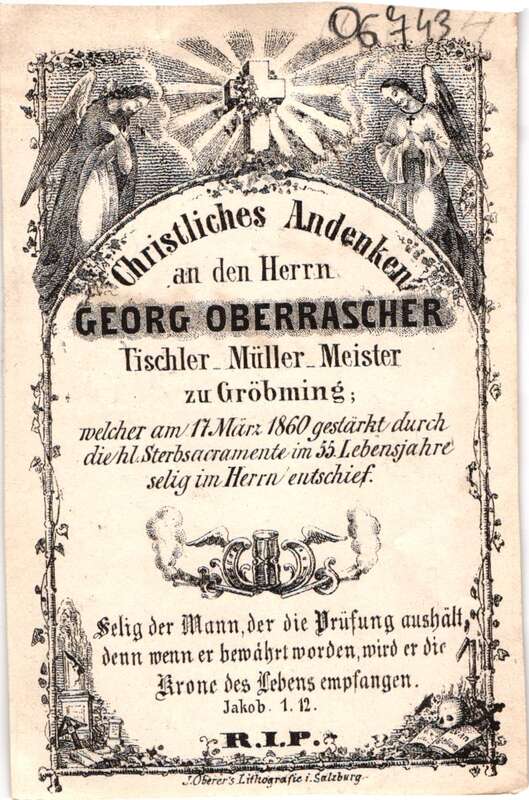 06743
Christliches Andenken
an den Herrn
GEORG OBERRASCHER
Tischler_Müller_Meister
zu Gröbming;
welcher am 17 März 1860 gestärkt durch
die hl. Sterbsacramente im 55. Lebensjahre
selig im Herrn entschief.
Selig der Mann, der die Prüfung aushält,
denn wenn er bewährt worden, wird er die
Krone des Lebens empfangen.
Jakob. 1. 12.
R.I.P.
J. Oberer's Lithografie i. Salzburg.